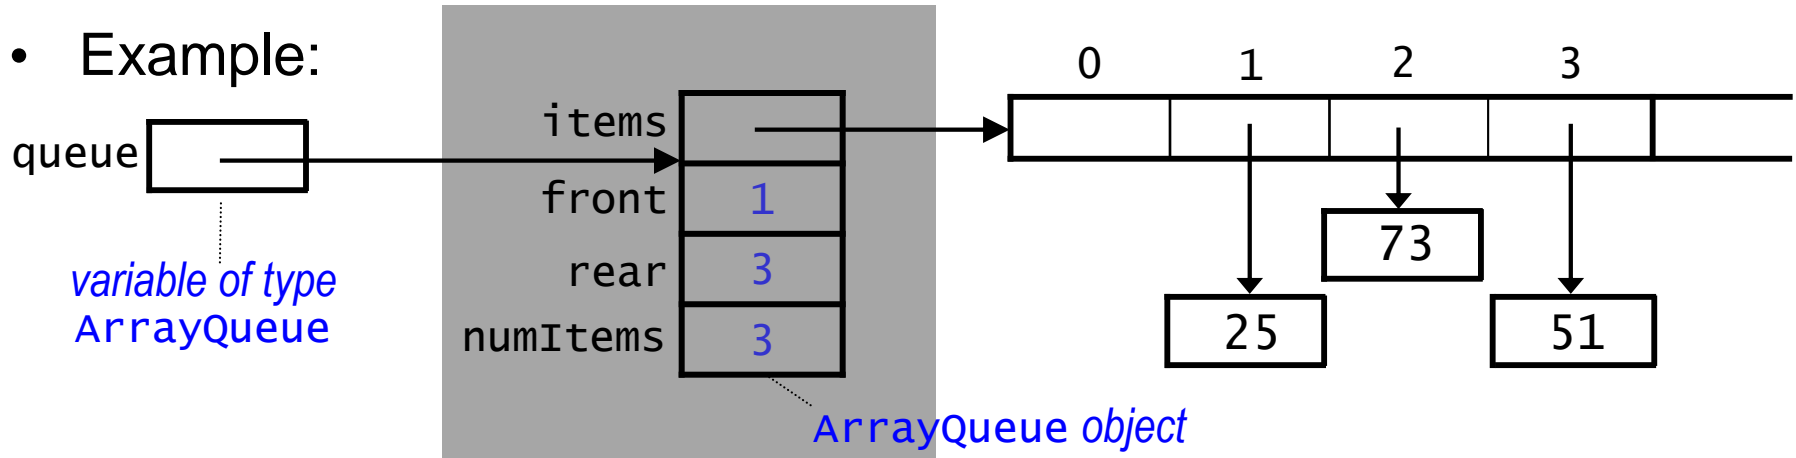 • Example:
0 1 2 3
items
queue
front 1
73
rear 3
variable of type
ArrayQueue
numItems 3
25 51
ArrayQueue object